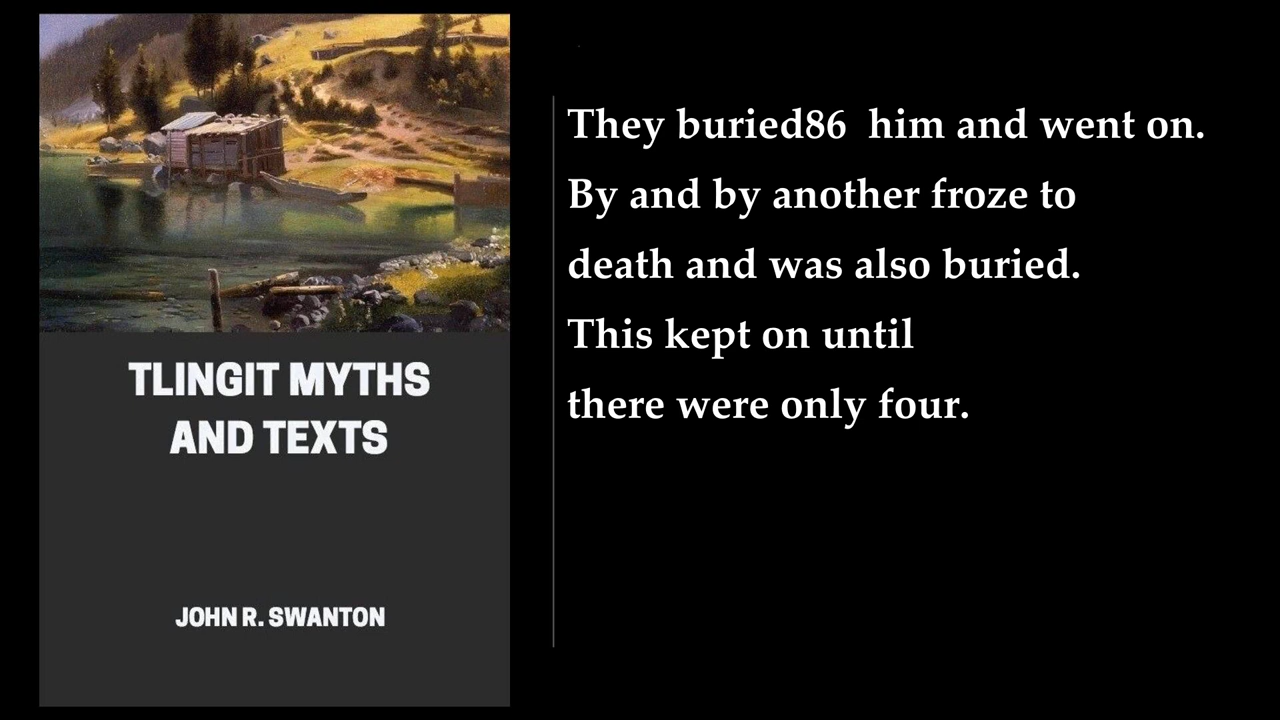 TLINGIT MYTHS
AND TEXTS
JOHN R. SWANTON
They buried86 him and went on.
By and by another froze to
death and was also buried.
This kept on until
there were only four.